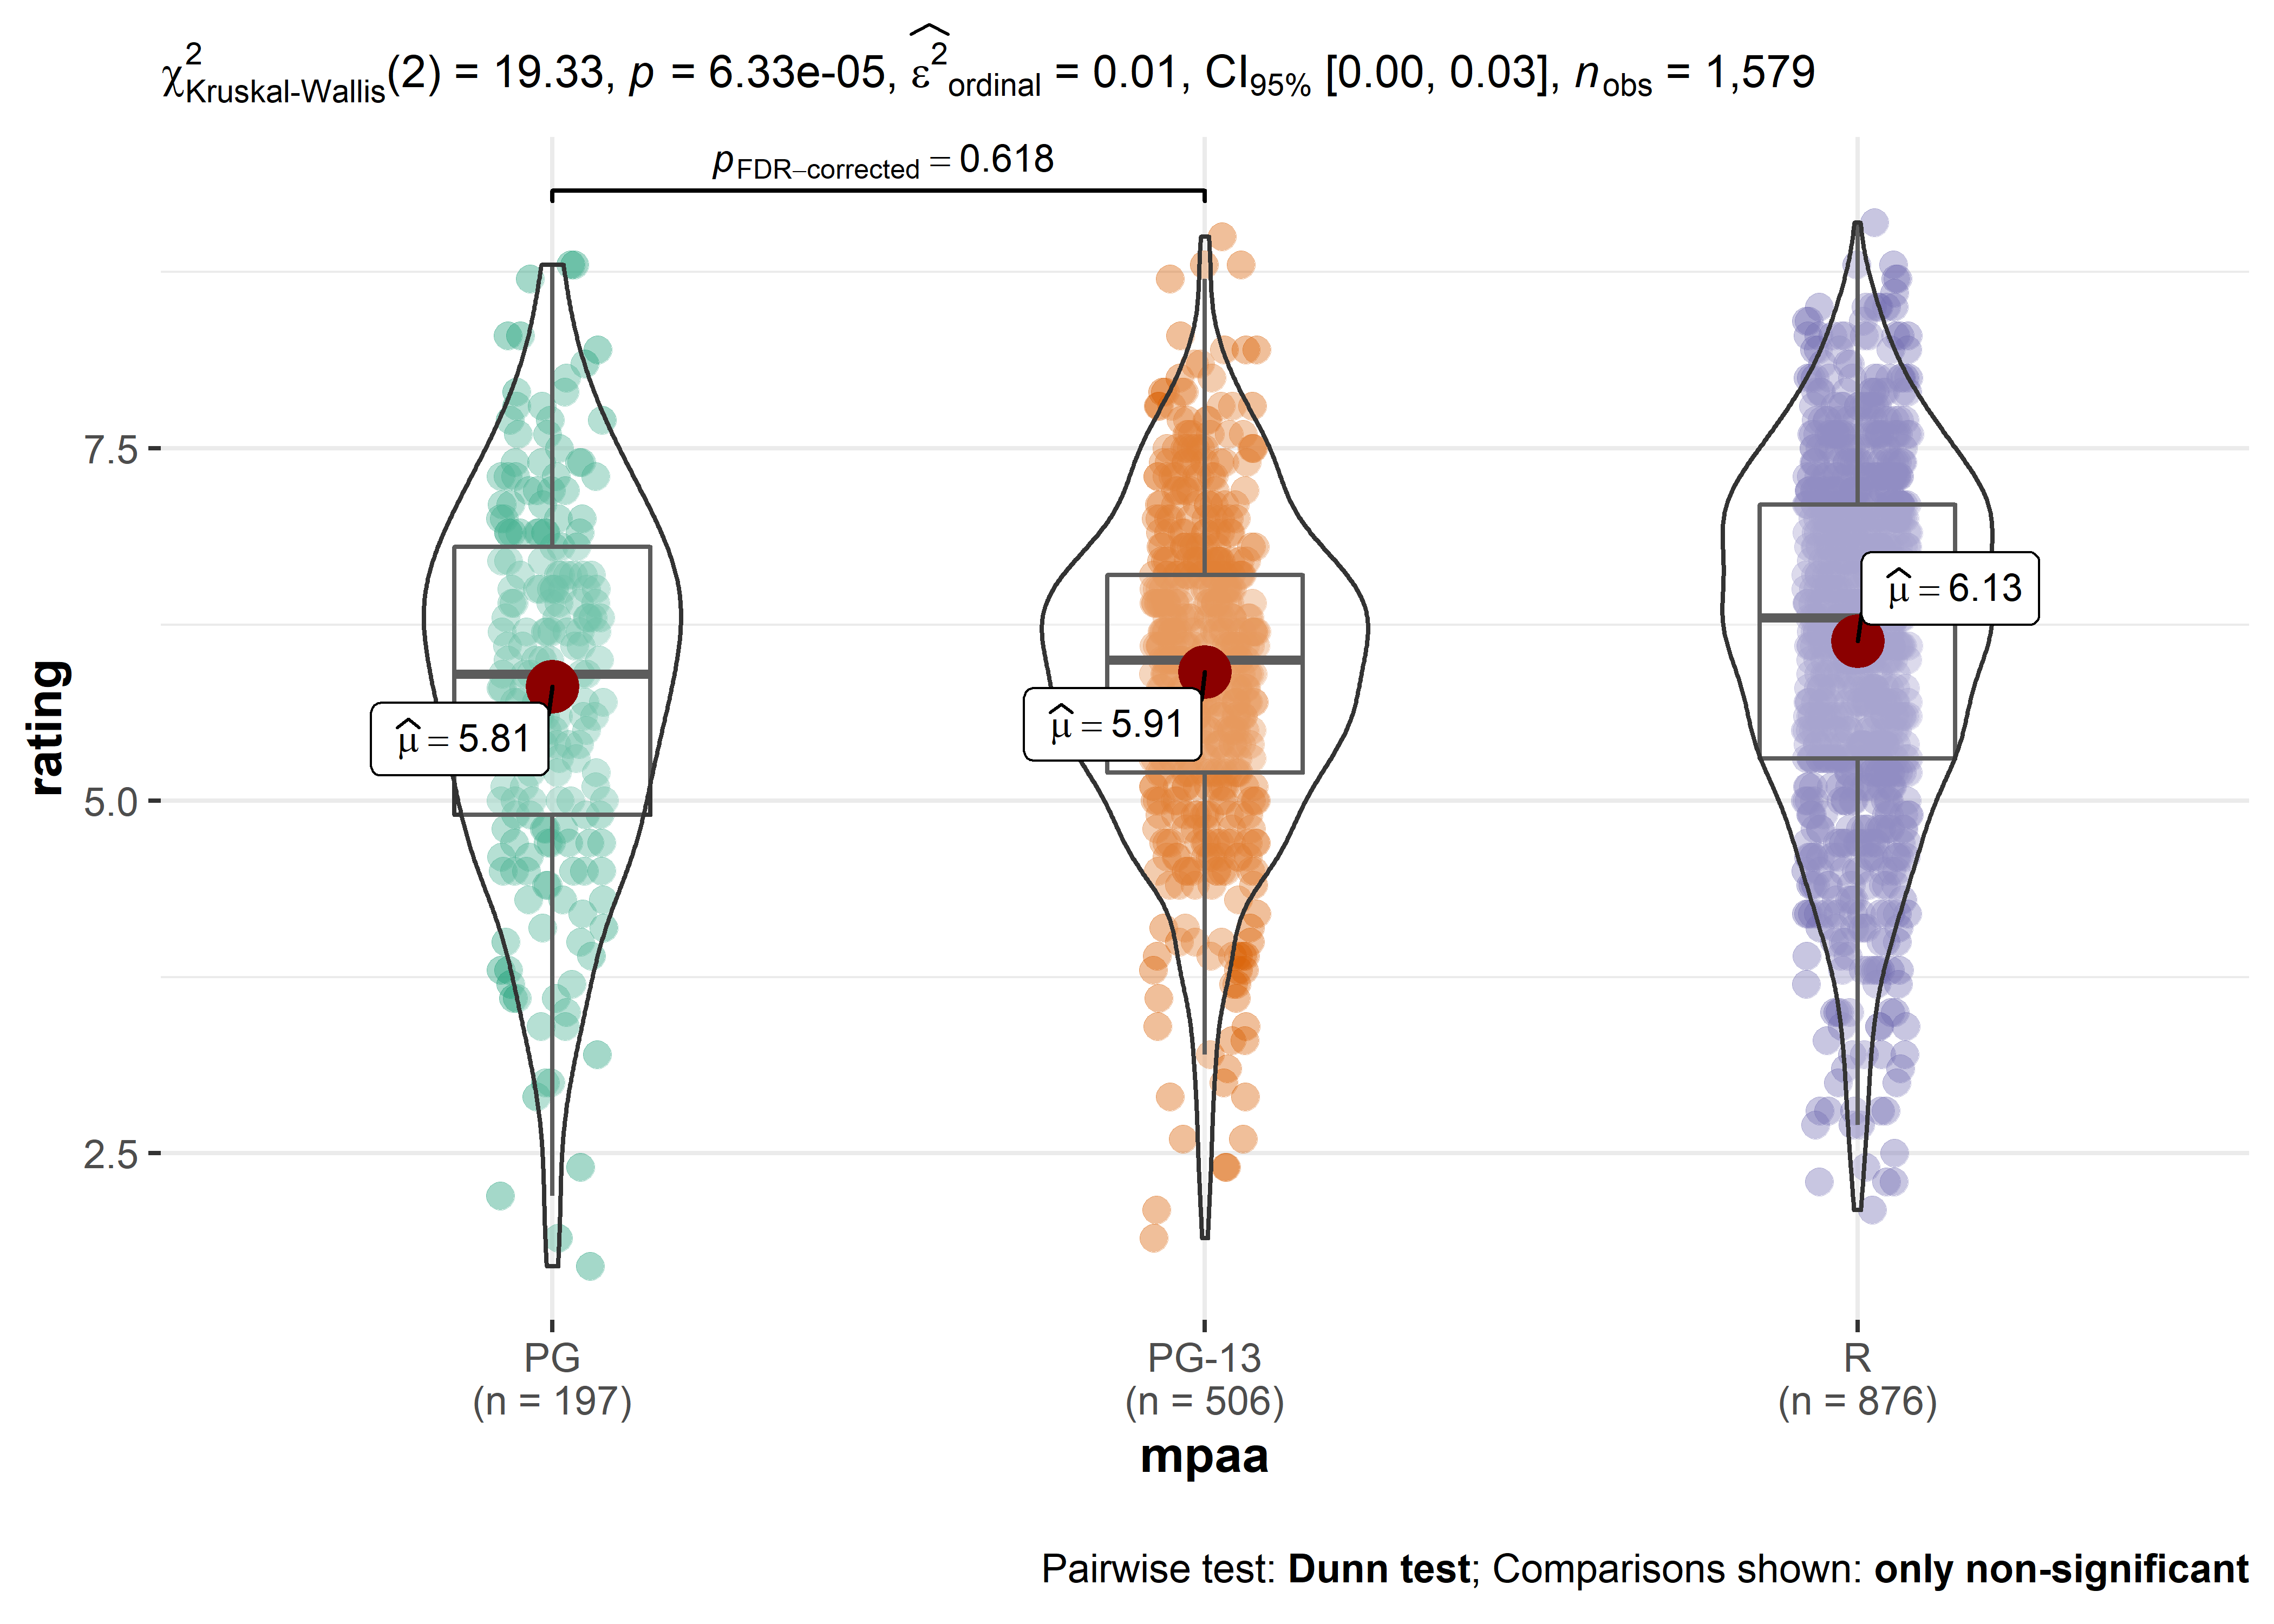 χ²Kruskal-Wallis(2) = 19.33, p = 6.33e-05, ε̂²ordinal = 0.01, CI95% [0.00, 0.03], nobs = 1,579
pFDR−corrected = 0.618
7.5
5.0
2.5
rating
μ̂ = 5.81
μ̂ = 5.91
μ̂ = 6.13
PG
(n = 197)
PG-13
(n = 506)
R
(n = 876)
mpaa
Pairwise test: Dunn test; Comparisons shown: only non-significant